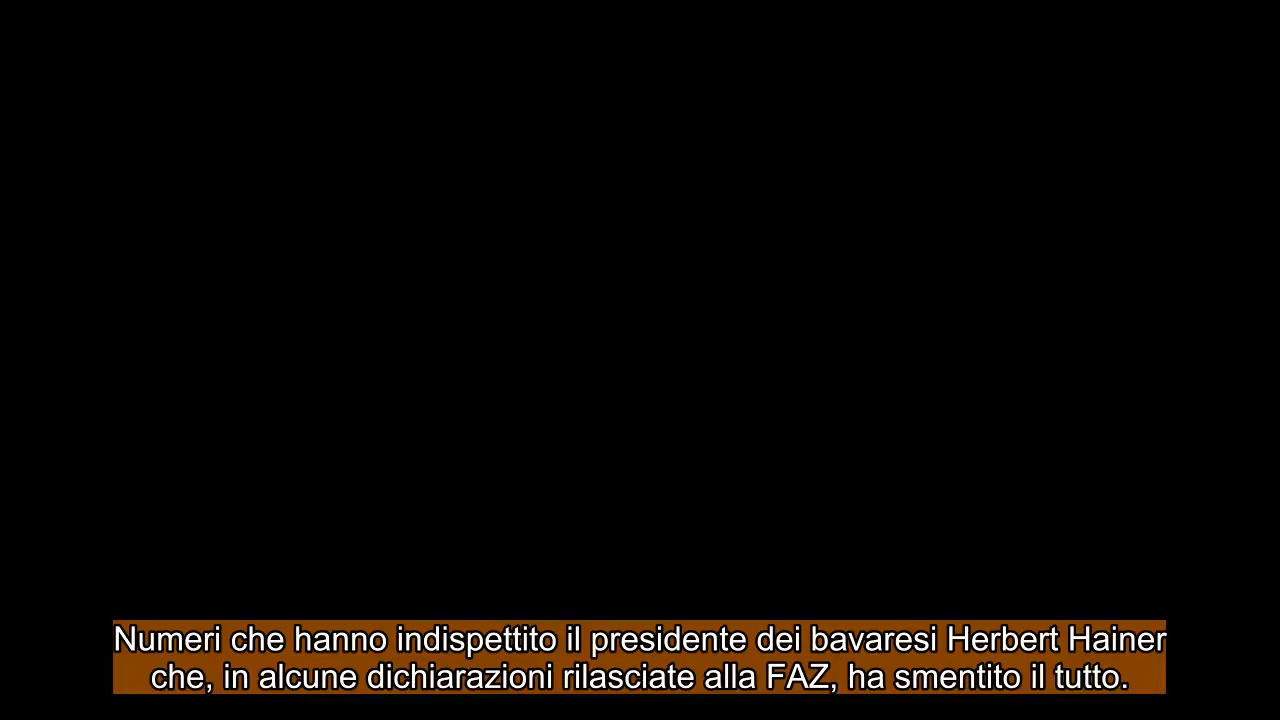 Numeri che hanno indispettito il presidente dei bavaresi Herbert Hainer
che, in alcune dichiarazioni rilasciate alla FAZ, ha smentito il tutto.